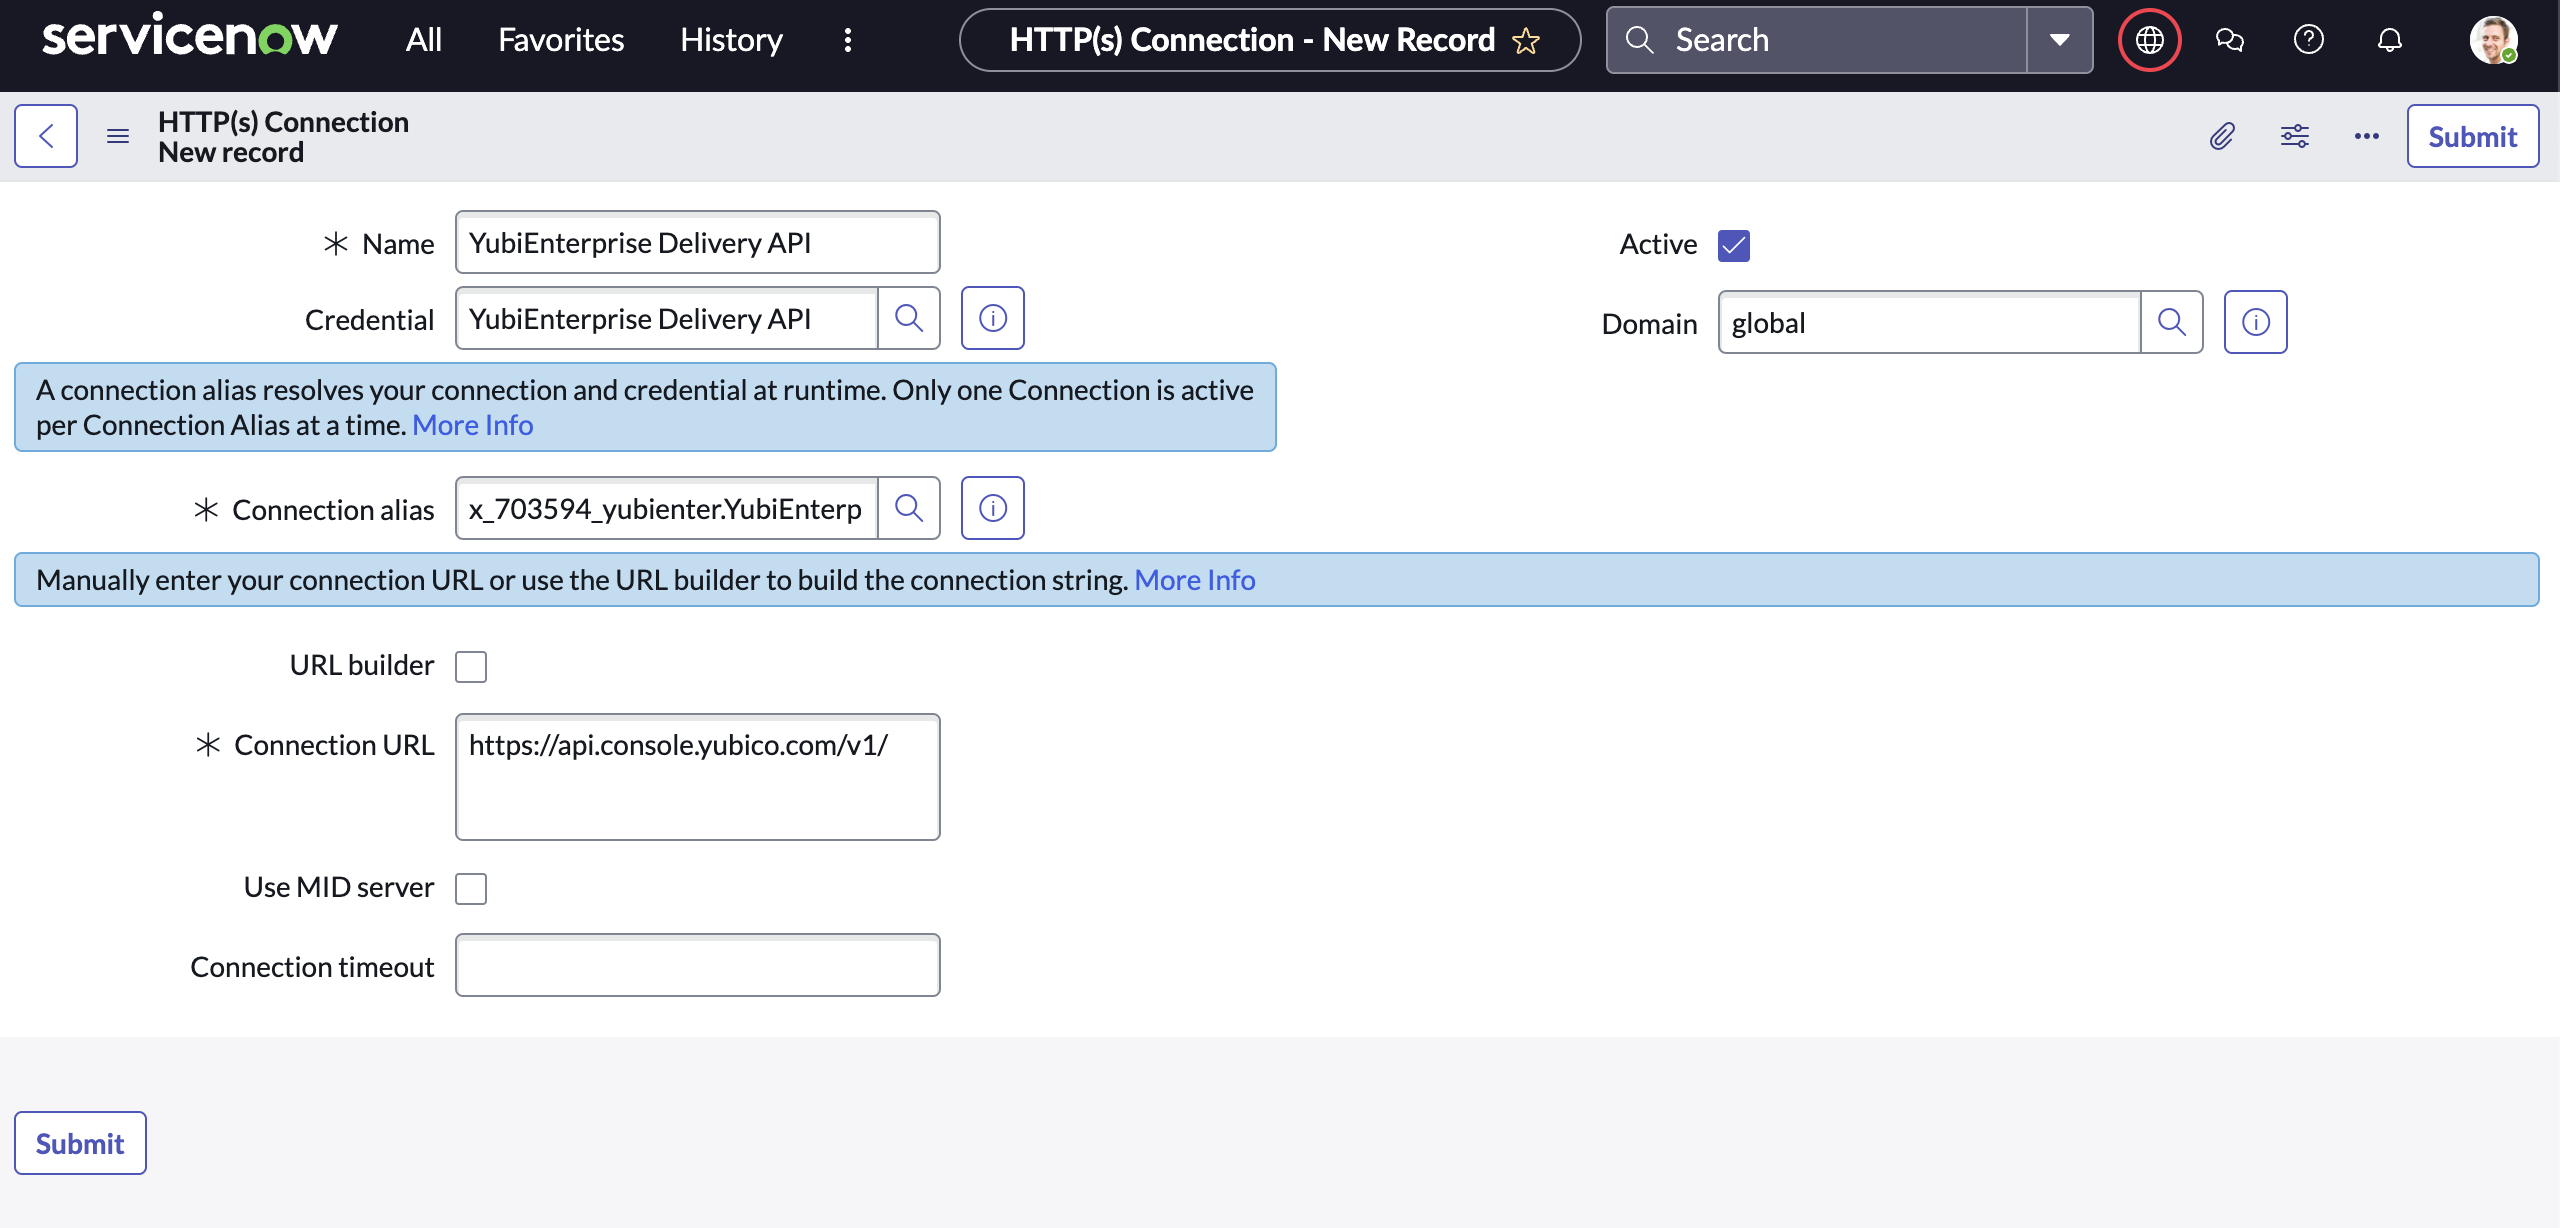 servicenow All Favorites History HTTP(s) Connection - New Record Search
HTTP(s) Connection
New record
Submit
Name YubiEnterprise Delivery API
Active
Credential YubiEnterprise Delivery API
Domain global
A connection alias resolves your connection and credential at runtime. Only one Connection is active
per Connection Alias at a time. More Info
Connection alias x_703594_yubienter.YubiEnterp
Manually enter your connection URL or use the URL builder to build the connection string. More Info
URL builder
Connection URL https://api.console.yubico.com/v1/
Use MID server
Connection timeout
Submit